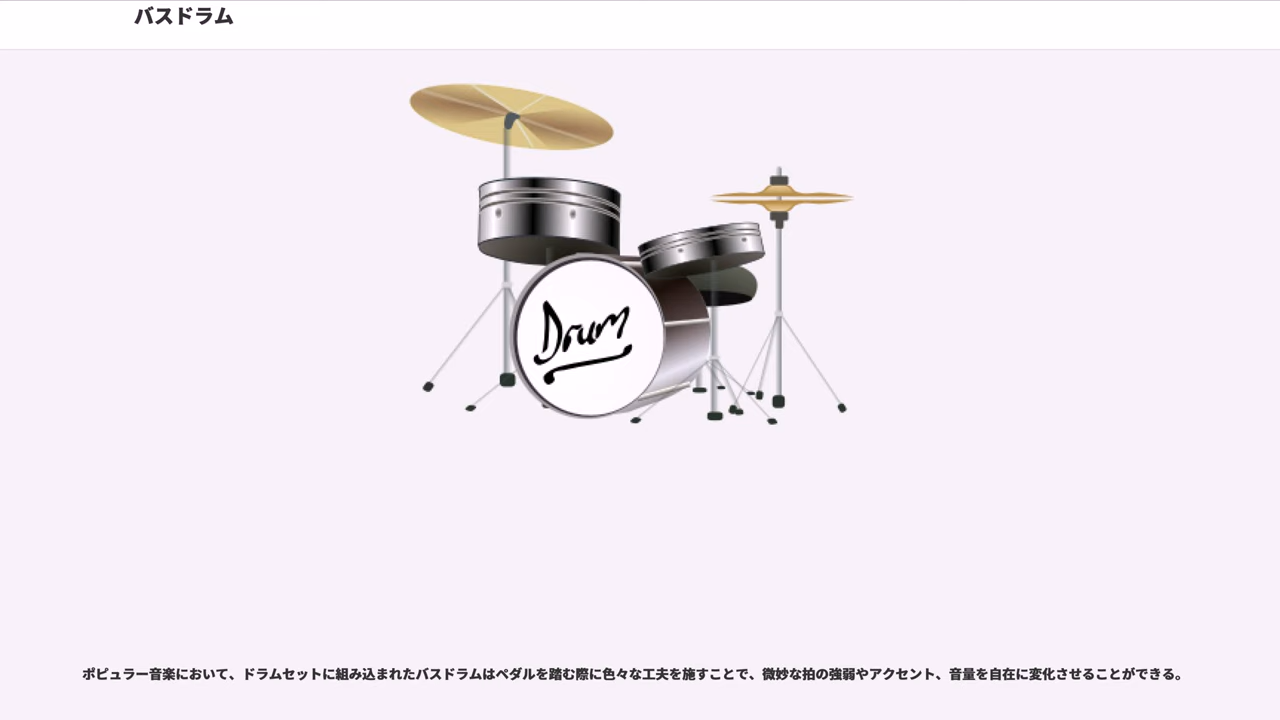 バスドラム
Drum
ポピュラー音楽において、ドラムセットに組み込まれたバスドラムはペダルを踏む際に色々な工夫を施すことで、微妙な拍の強弱やアクセント、音量を自在に変化させることができる。